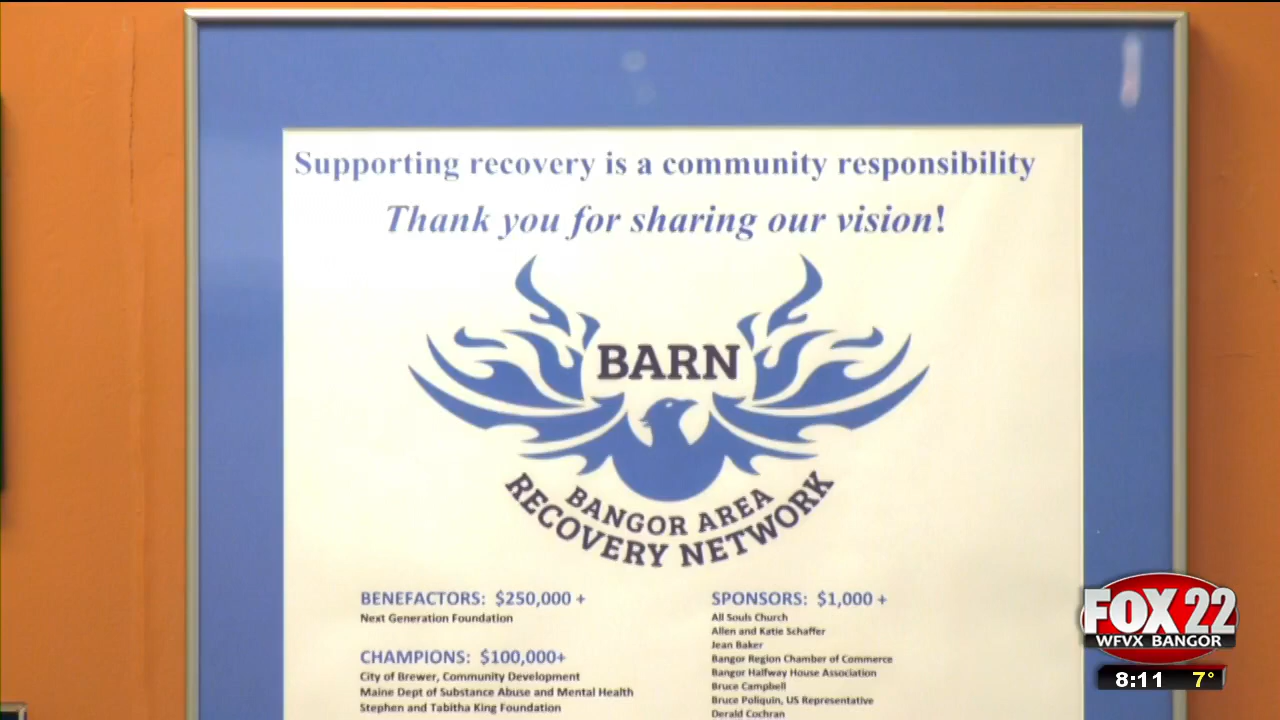 Supporting recovery is a community responsibility
Thank you for sharing our vision!
BARN
BANGOR AREA
RECOVERY NETWORK
BENEFACTORS: $250,000 +
Next Generation Foundation
CHAMPIONS: $100,000+
City of Brewer, Community Development
Maine Dept of Substance Abuse and Mental Health
Stephen and Tabitha King Foundation
SPONSORS: $1,000 +
All Souls Church
Allen and Katie Schaffer
Jean Baker
Bangor Region Chamber of Commerce
Bangor Halfway House Association
Bruce Campbell
Bruce Poliquin, US Representative
Derald Cochran
FOX 22
WFVX BANGOR
8:11 7°